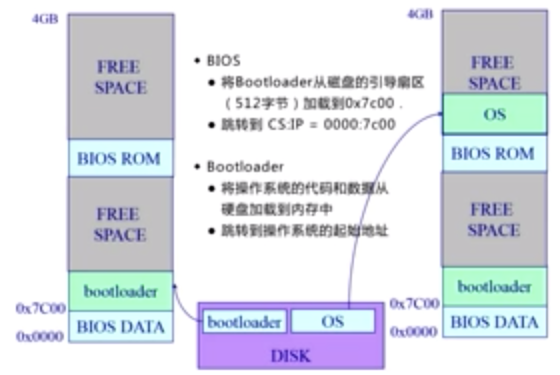 4GB
FREE
SPACE
BIOS ROM
FREE
SPACE
bootloader
0x7C00
BIOS DATA
0x0000
• BIOS
• 将Bootloader从磁盘的引导扇区
（512字节）加载到0x7c00 .
• 跳转到 CS:IP = 0000:7c00
• Bootloader
• 将操作系统的代码和数据从
硬盘加载到内存中
• 跳转到操作系统的起始地址
bootloader
OS
DISK
4GB
FREE
SPACE
OS
BIOS ROM
FREE
SPACE
bootloader
0x7C00
BIOS DATA
0x0000